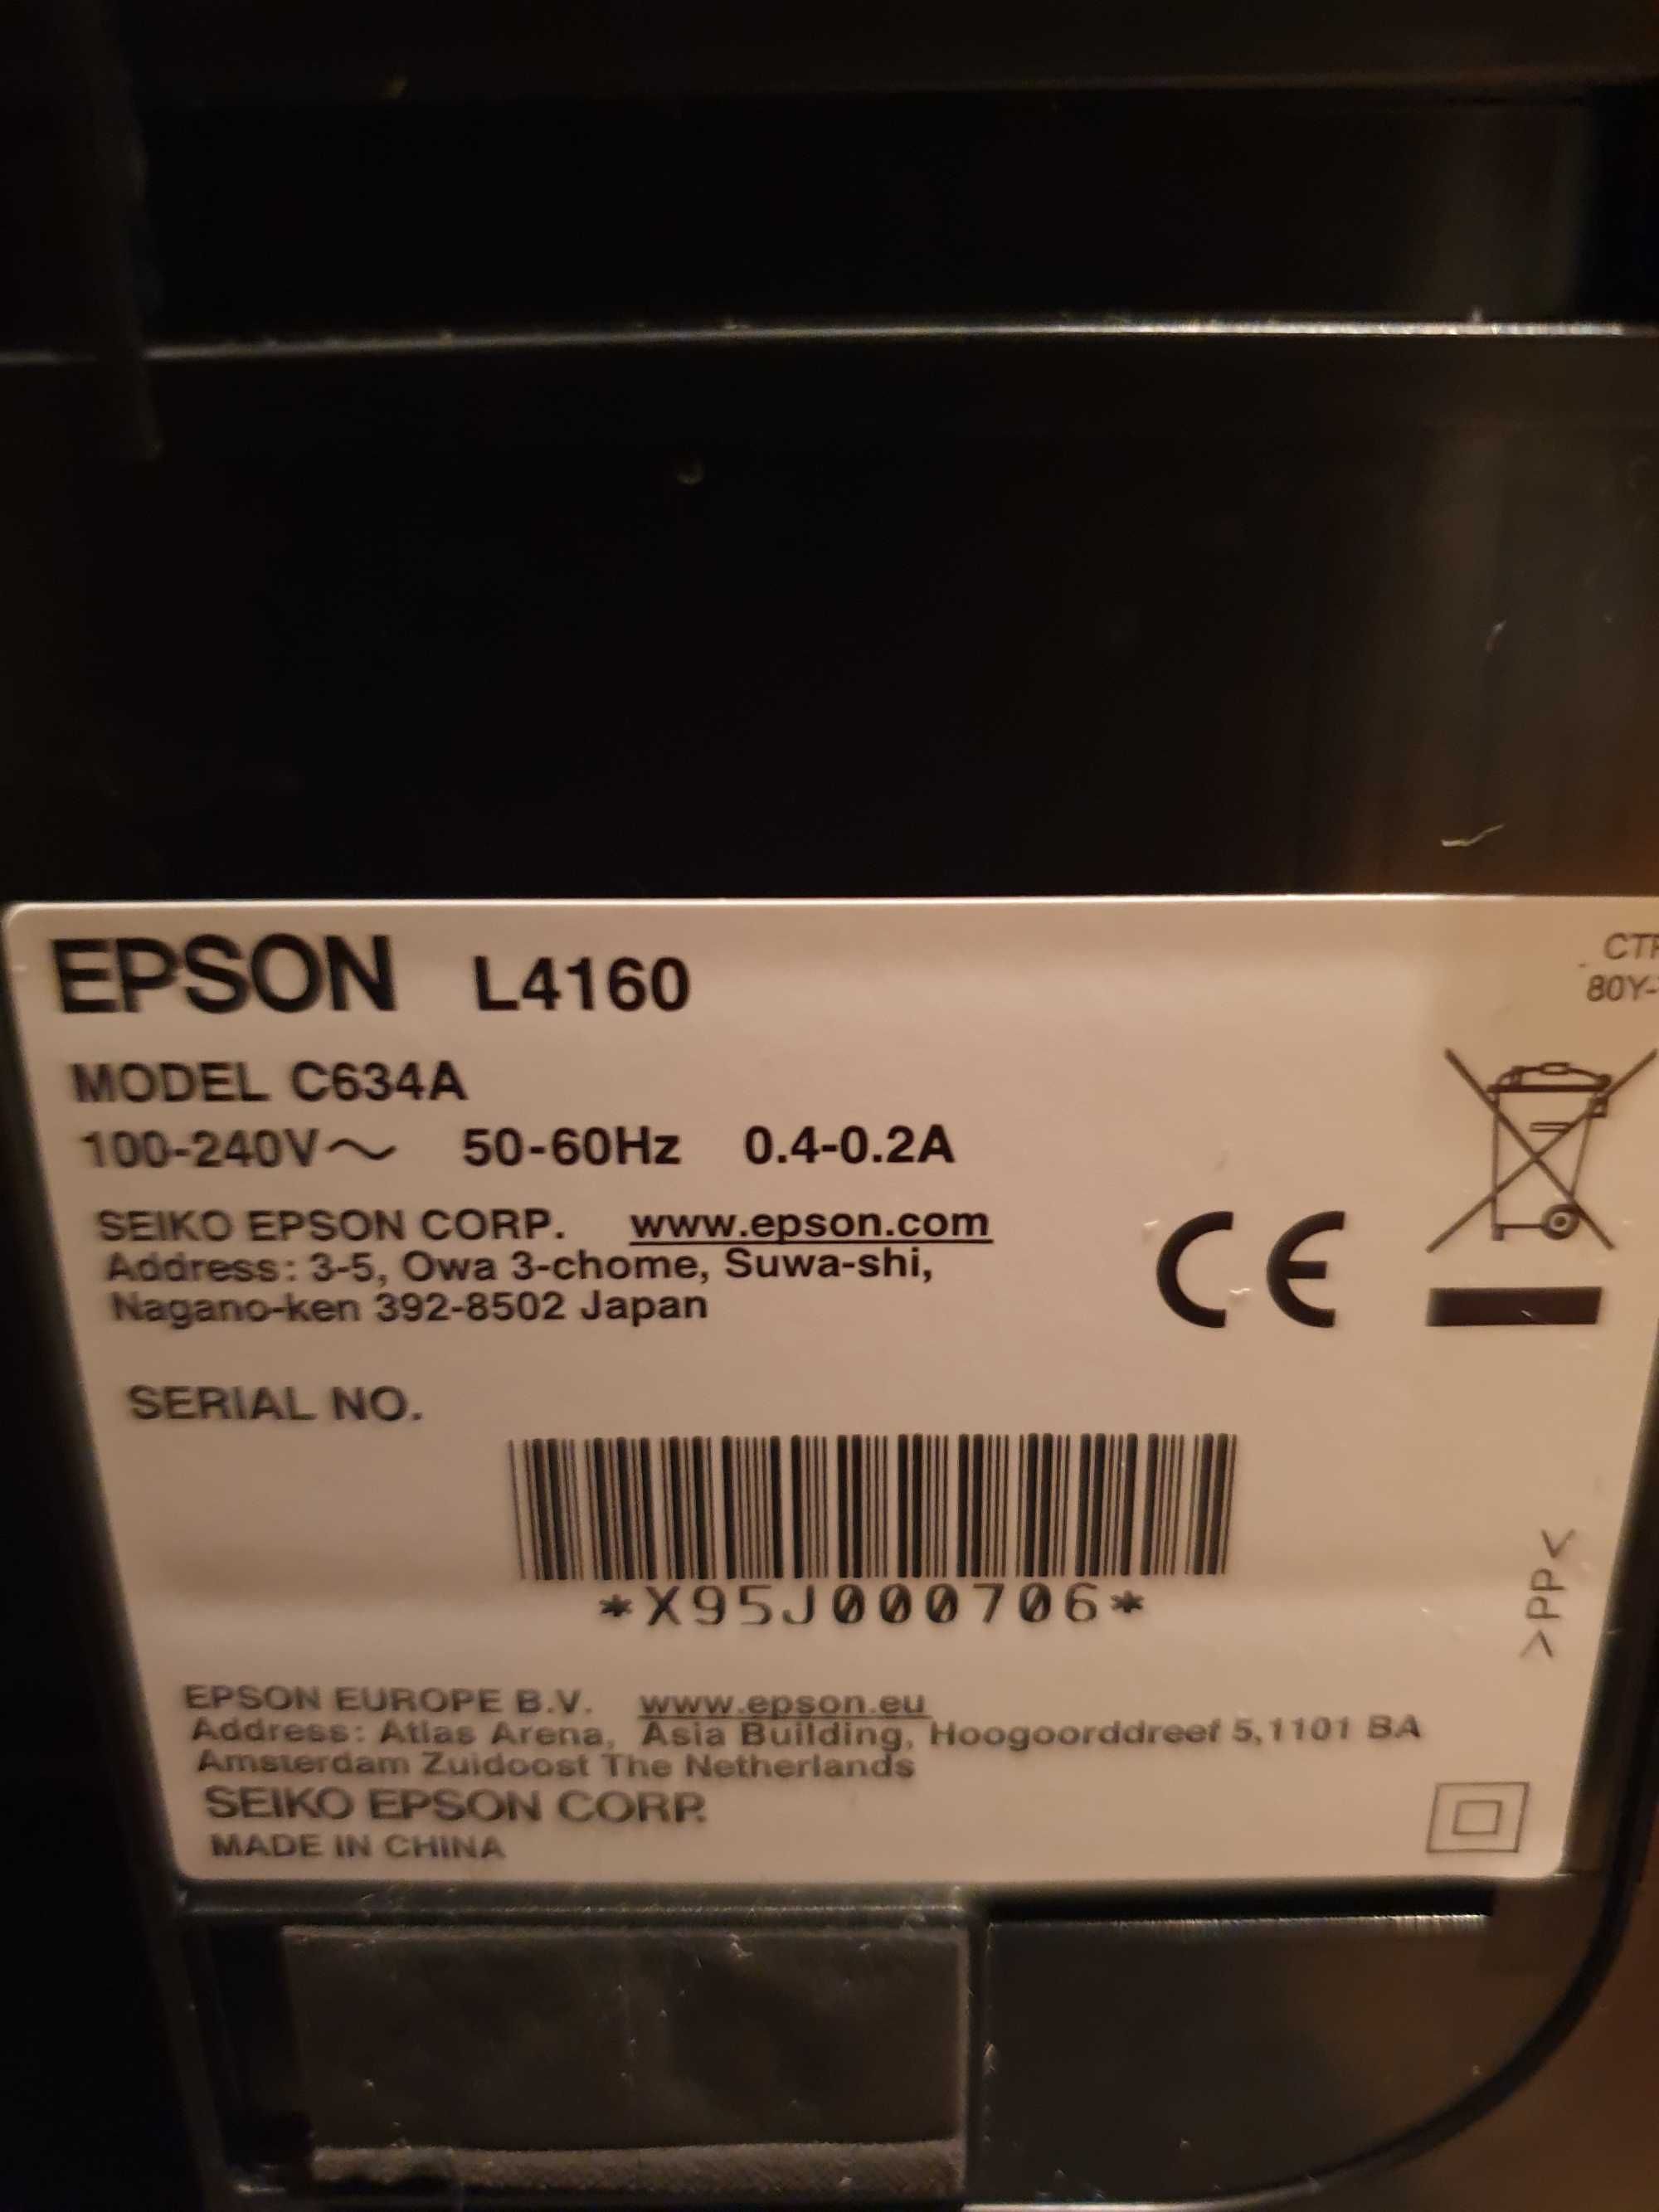 EPSON L4160
MODEL C634A
100-240V~ 50-60Hz 0.4-0.2A
SEIKO EPSON CORP. www.epson.com
Address: 3-5, Owa 3-chome, Suwa-shi,
Nagano-ken 392-8502 Japan
CE
SERIAL NO.
*X95J000706*
>PP<
EPSON EUROPE B.V. www.epson.eu
Address: Atlas Arena, Asia Building, Hoogoorddreef 5,1101 BA
Amsterdam Zuidoost The Netherlands
SEIKO EPSON CORP.
MADE IN CHINA